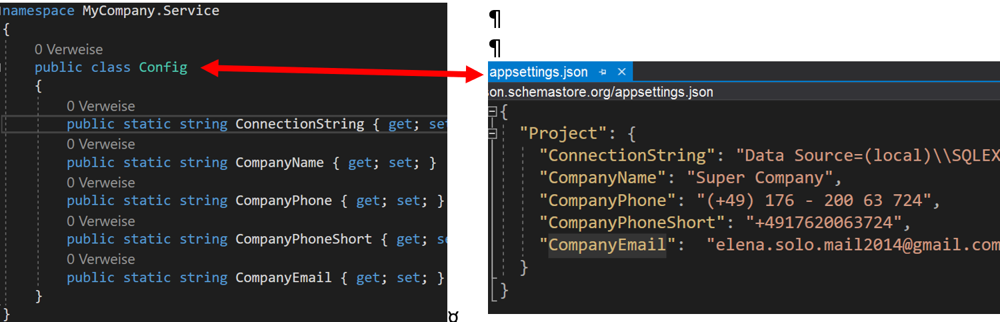 namespace MyCompany.Service
{
0 Verweise
public class Config
{
0 Verweise
public static string ConnectionString { get; set
0 Verweise
public static string CompanyName { get; set; }
0 Verweise
public static string CompanyPhone { get; set; }
0 Verweise
public static string CompanyPhoneShort { get; se
0 Verweise
public static string CompanyEmail { get; set; }
}
}
¤
¶
¶
appsettings.json
son.schemastore.org/appsettings.json
{
"Project": {
"ConnectionString": "Data Source=(local)\\SQLEX
"CompanyName": "Super Company",
"CompanyPhone": "(+49) 176 - 200 63 724",
"CompanyPhoneShort": "+4917620063724",
"CompanyEmail":  "elena.solo.mail2014@gmail.com
}
}